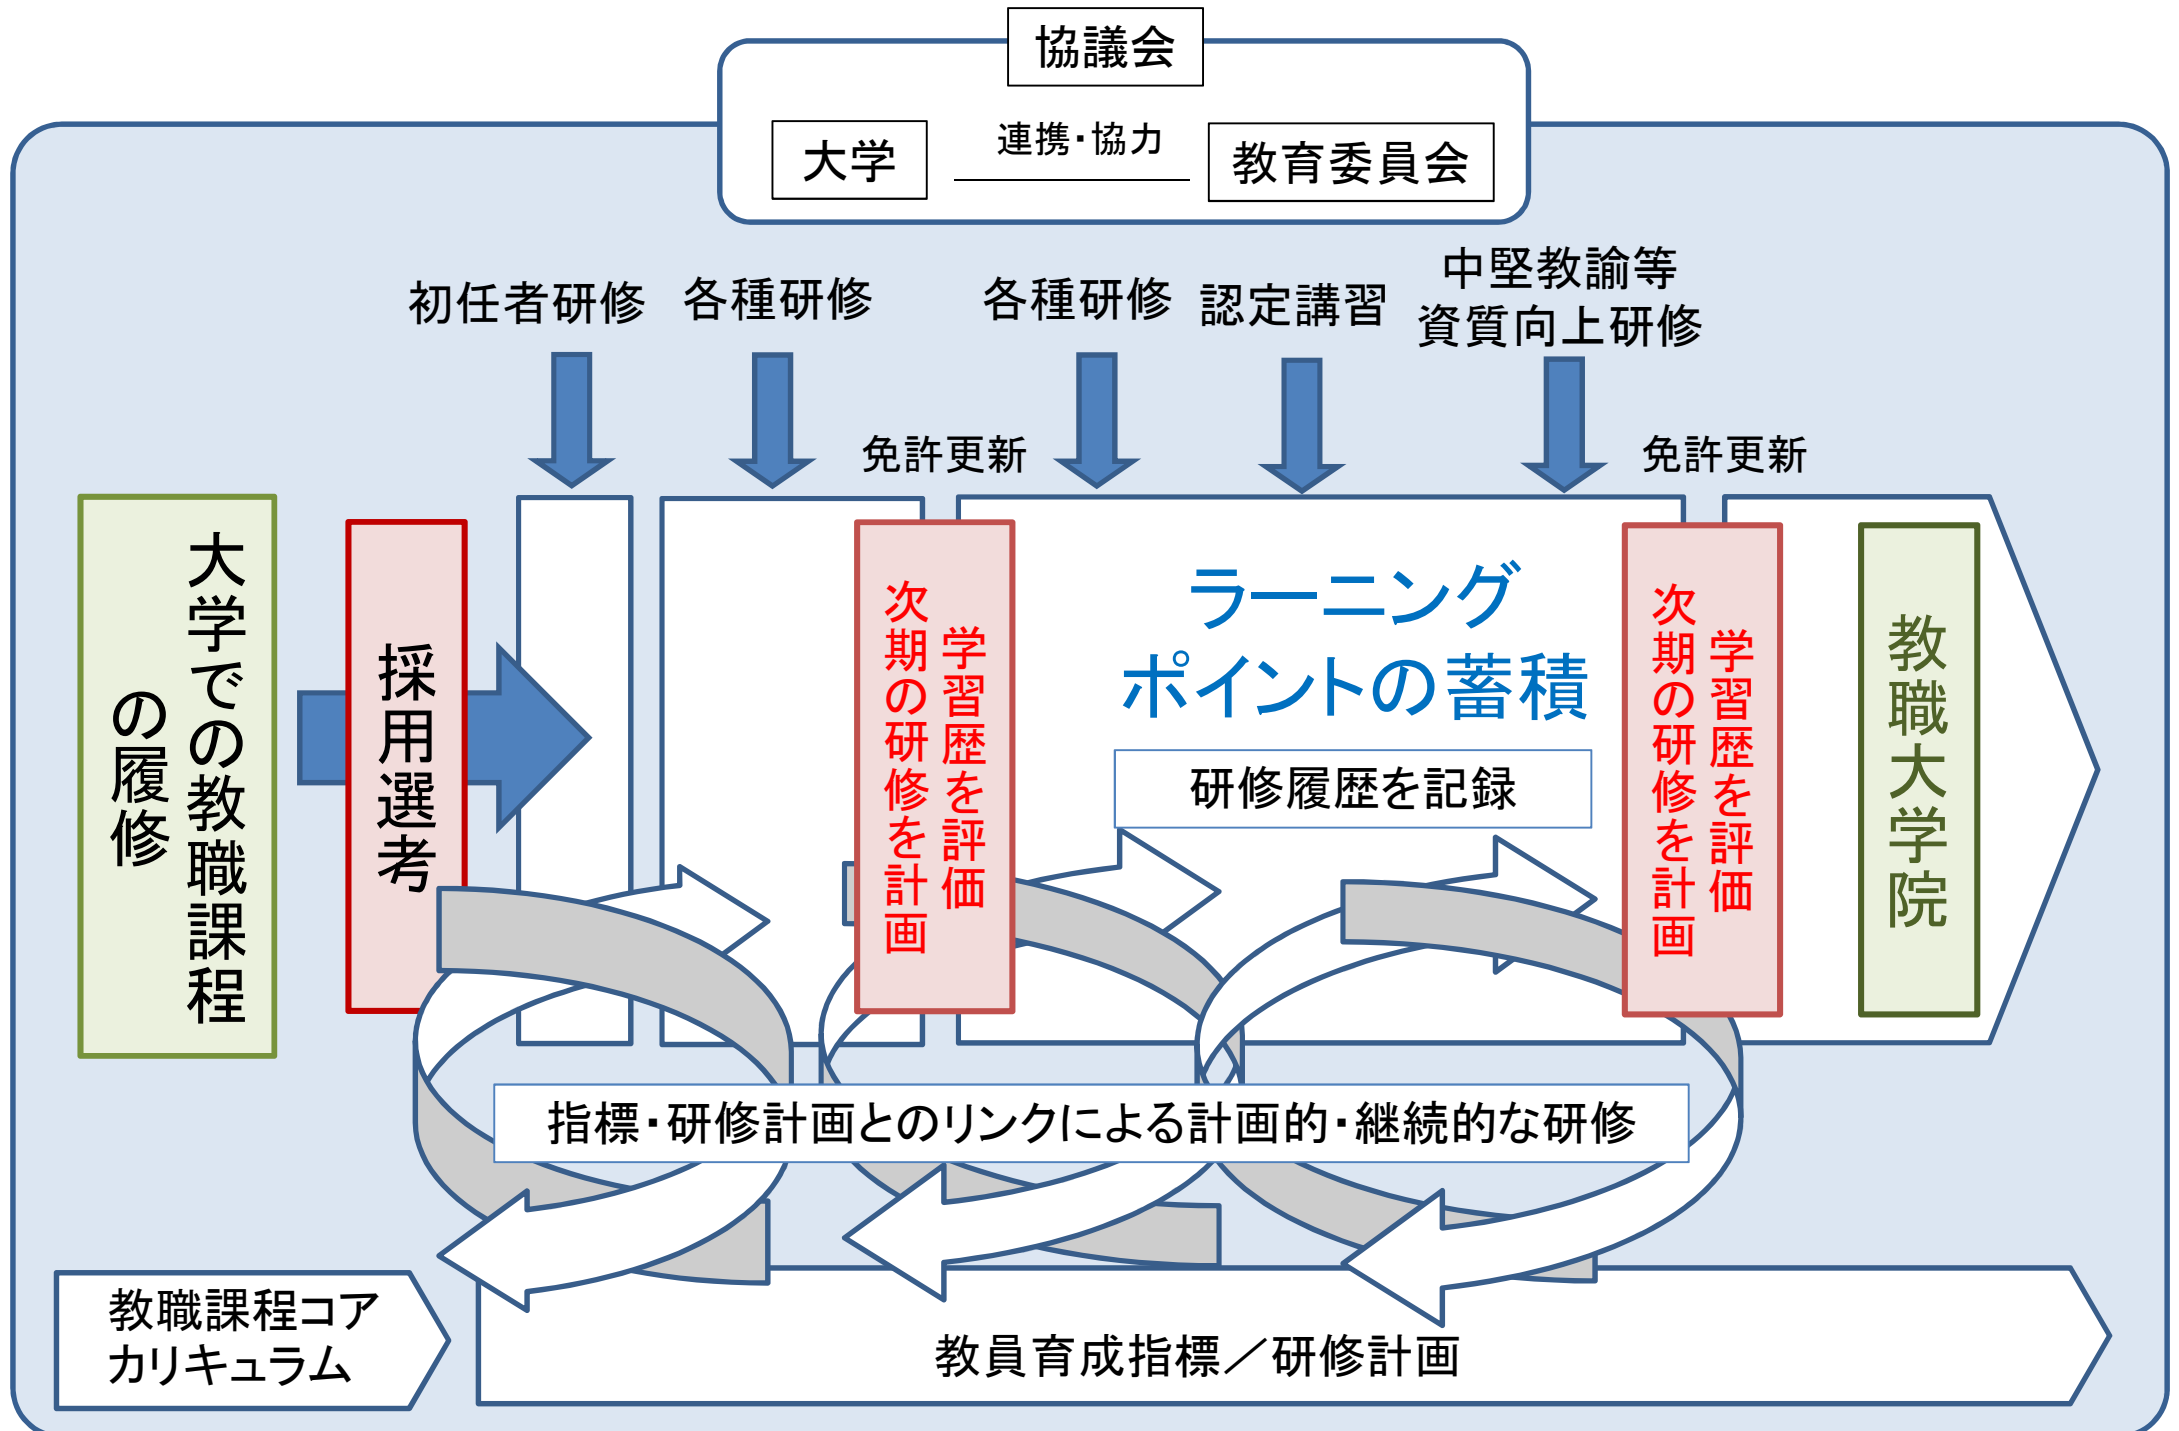 協議会
大学
連携・協力
教育委員会
初任者研修
各種研修
各種研修
認定講習
中堅教諭等
資質向上研修
免許更新
免許更新
大学での教職課程
の履修
採用選考
学習歴を評価
次期の研修を計画
ラーニング
ポイントの蓄積
研修履歴を記録
学習歴を評価
次期の研修を計画
教職大学院
指標・研修計画とのリンクによる計画的・継続的な研修
教職課程コア
カリキュラム
教員育成指標／研修計画